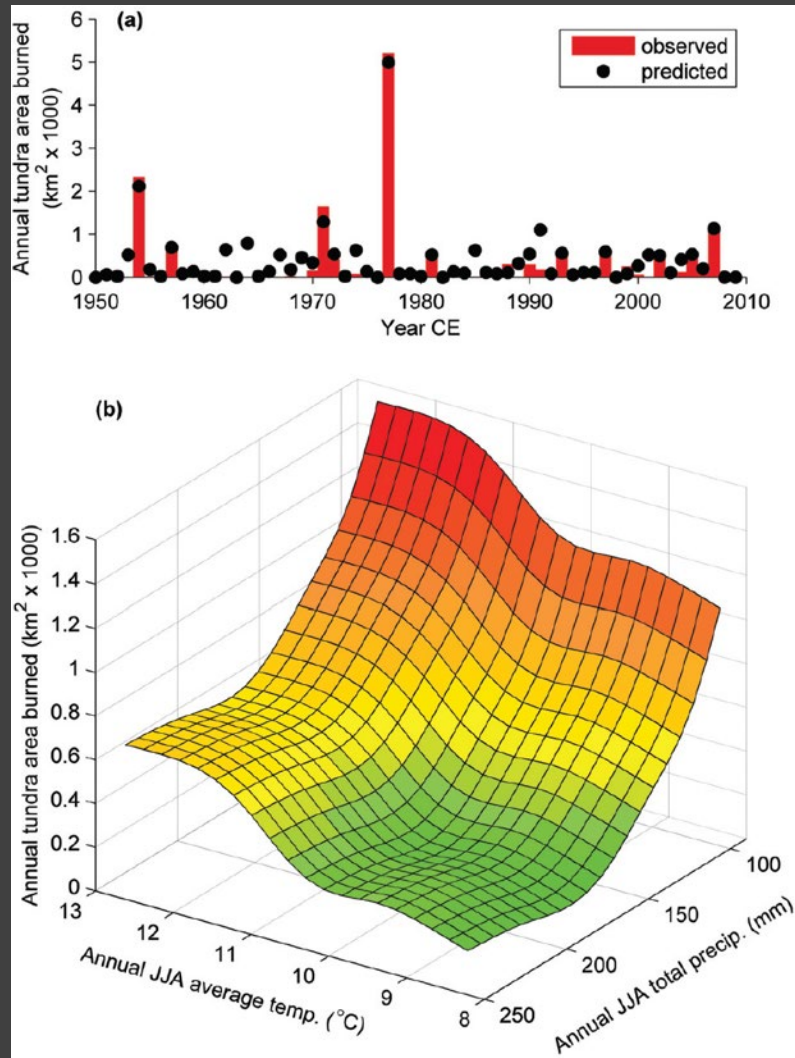 (a)
observed
predicted
Annual tundra area burned
(km² x 1000)
6
5
4
3
2
1
0
1950 1960 1970 1980 1990 2000 2010
Year CE
(b)
Annual tundra area burned (km² x 1000)
1.6
1.4
1.2
1
0.8
0.6
0.4
0.2
0
13 12 11 10 9 8
Annual JJA average temp. (°C)
250 200 150 100
Annual JJA total precip. (mm)